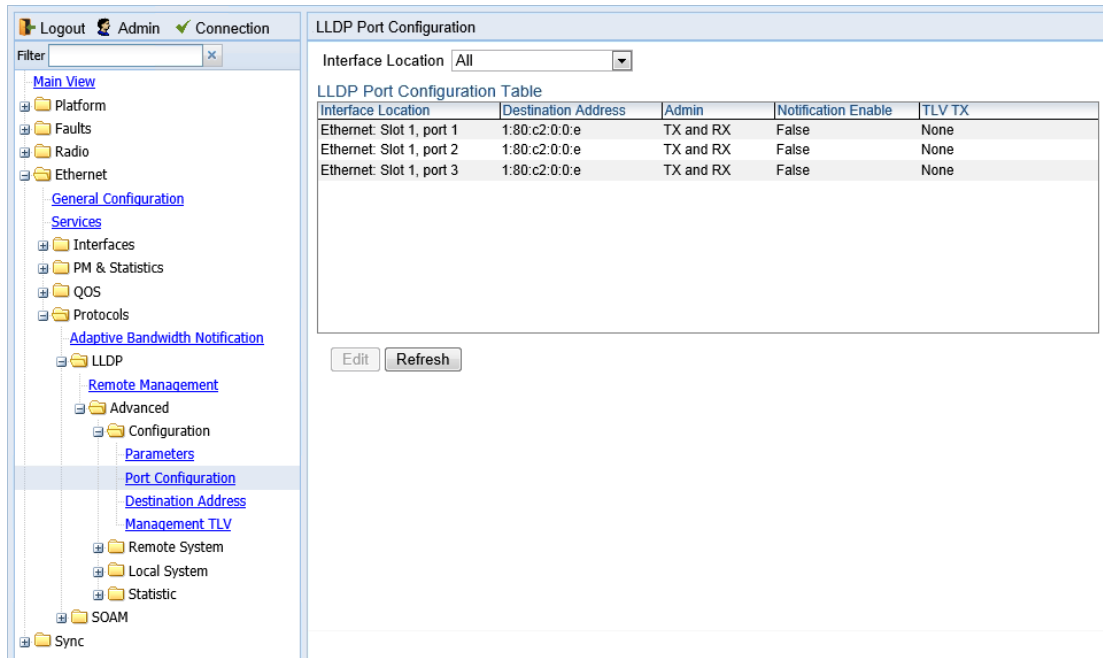 Logout Admin Connection
Filter
Main View
Platform
Faults
Radio
Ethernet
General Configuration
Services
Interfaces
PM & Statistics
QOS
Protocols
Adaptive Bandwidth Notification
LLDP
Remote Management
Advanced
Configuration
Parameters
Port Configuration
Destination Address
Management TLV
Remote System
Local System
Statistic
SOAM
Sync
LLDP Port Configuration
Interface Location All
LLDP Port Configuration Table
Interface Location Destination Address Admin Notification Enable TLV TX
Ethernet: Slot 1, port 1 1:80:c2:0:0:e TX and RX False None
Ethernet: Slot 1, port 2 1:80:c2:0:0:e TX and RX False None
Ethernet: Slot 1, port 3 1:80:c2:0:0:e TX and RX False None
Edit Refresh